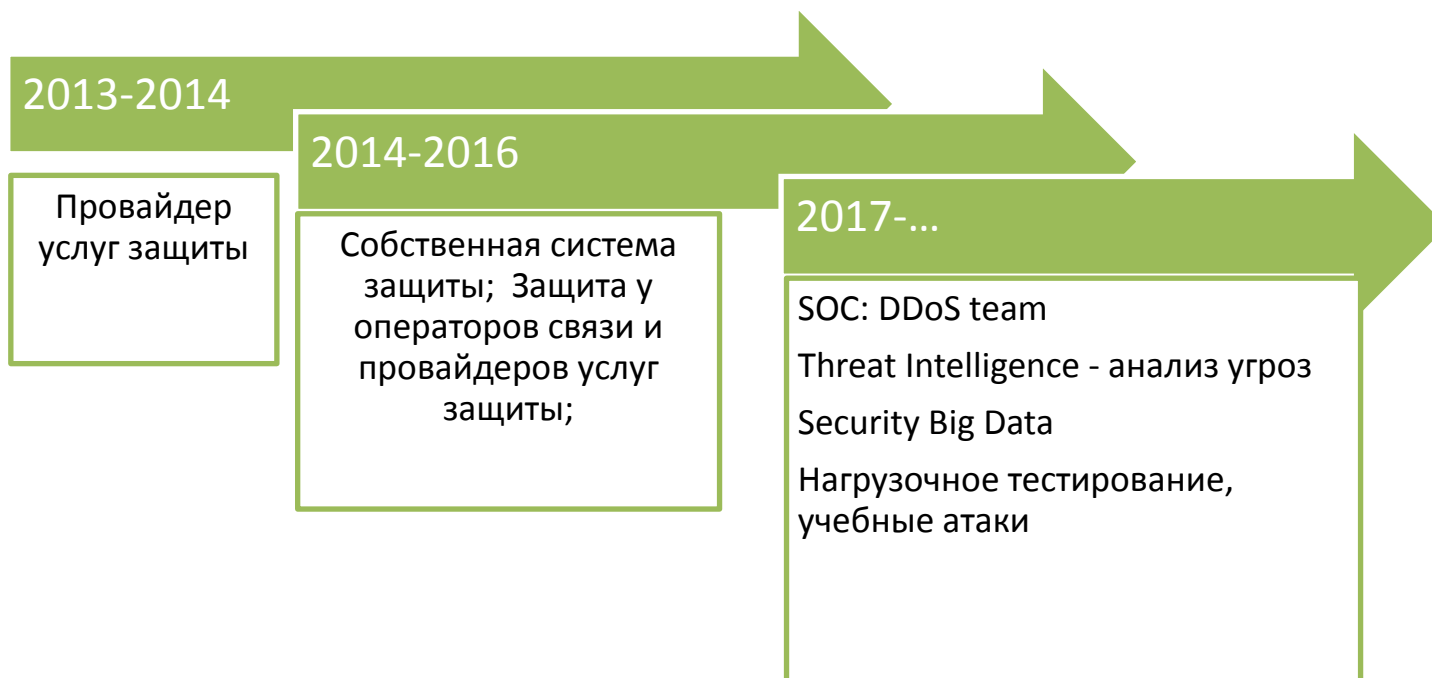 2013-2014
Провайдер
услуг защиты
2014-2016
Собственная система
защиты;  Защита у
операторов связи и
провайдеров услуг
защиты;
2017-…
SOC: DDoS team
Threat Intelligence - анализ угроз
Security Big Data
Нагрузочное тестирование,
учебные атаки